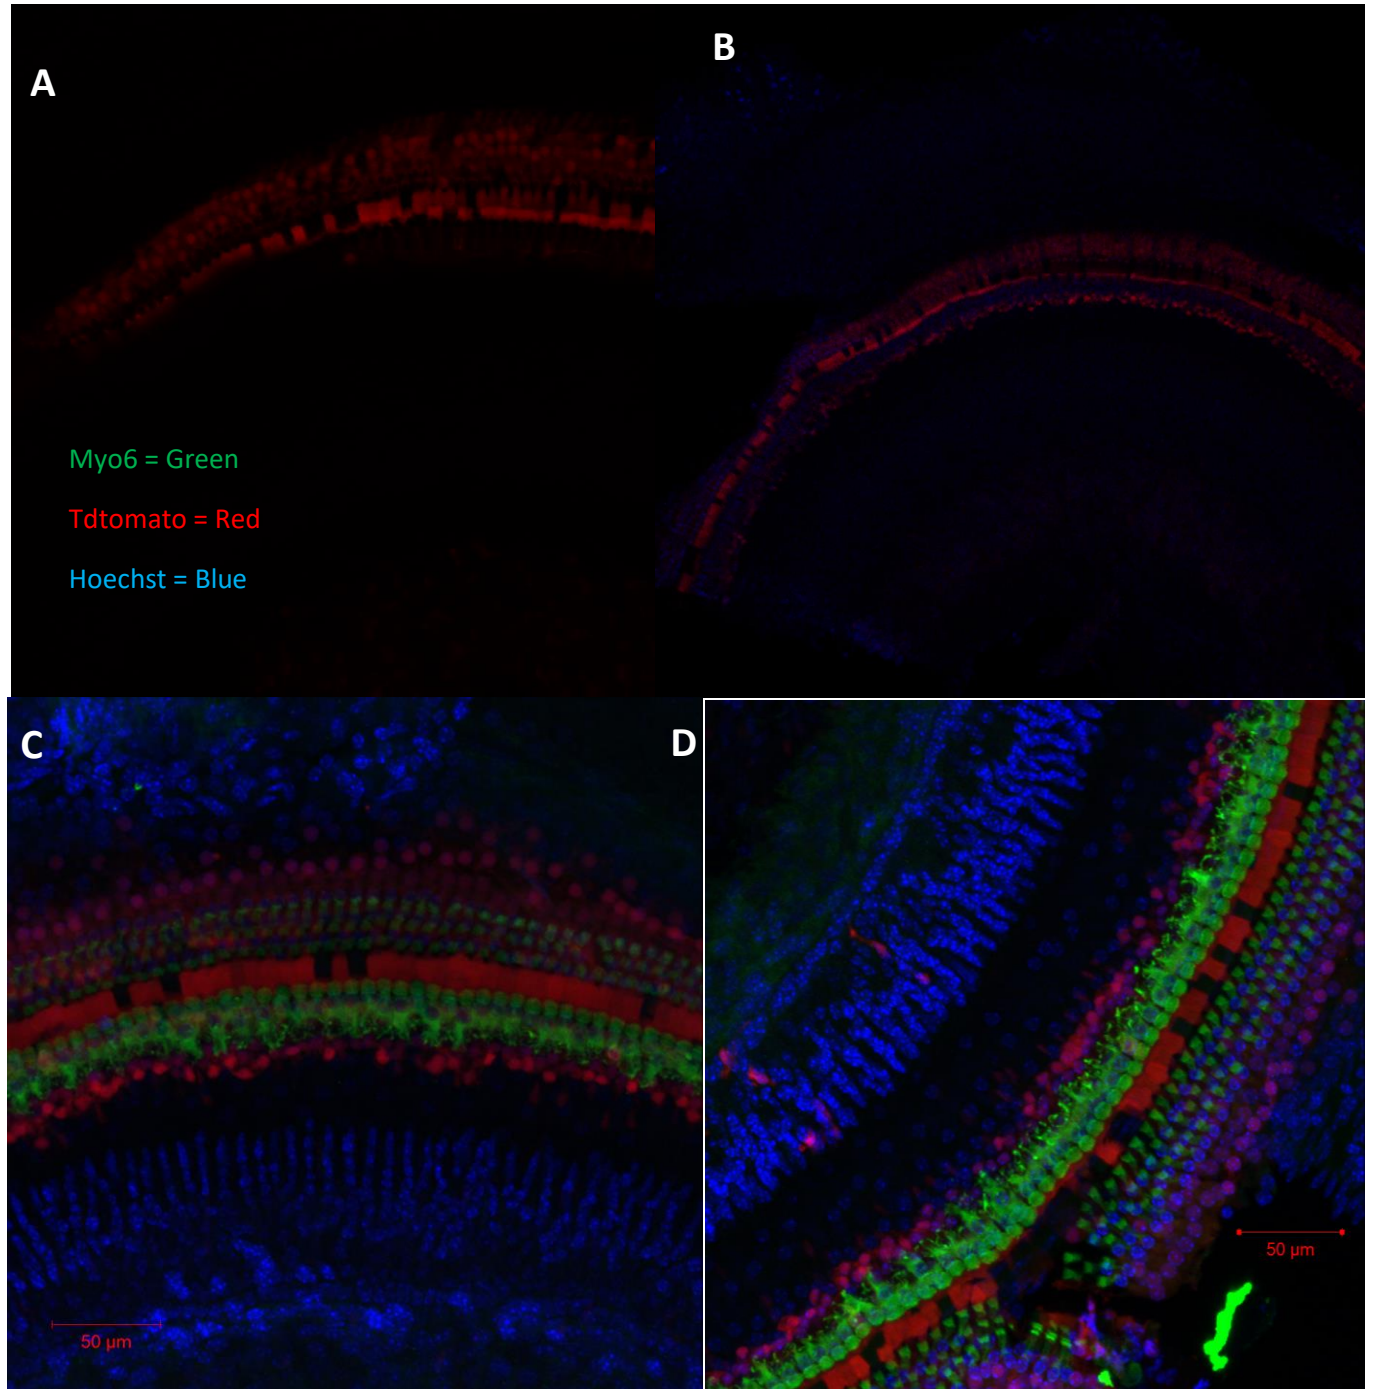 A
B
Myo6 = Green
Tdtomato = Red
Hoechst = Blue
C
D
50 µm
50 µm